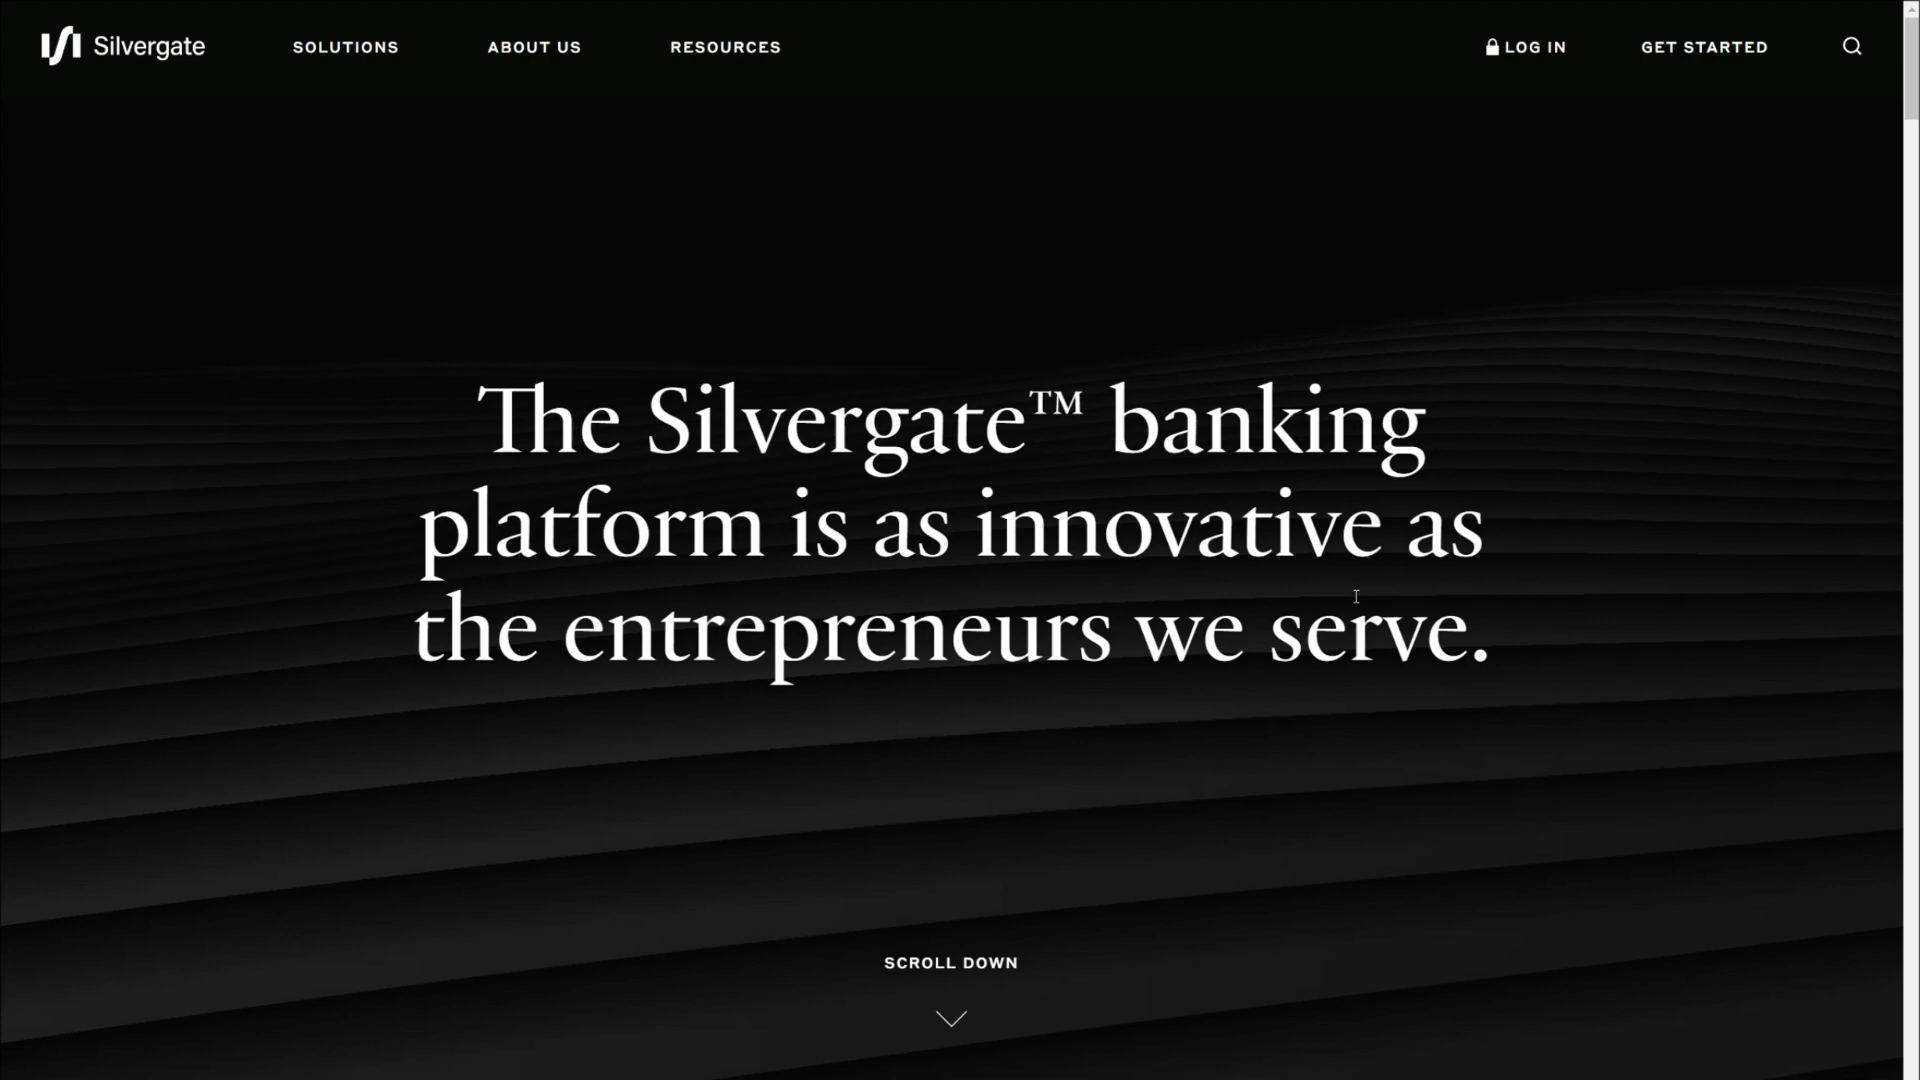 Silvergate
SOLUTIONS
ABOUT US
RESOURCES
LOG IN
GET STARTED
The Silvergate™ banking
platform is as innovative as
the entrepreneurs we serve.
SCROLL DOWN